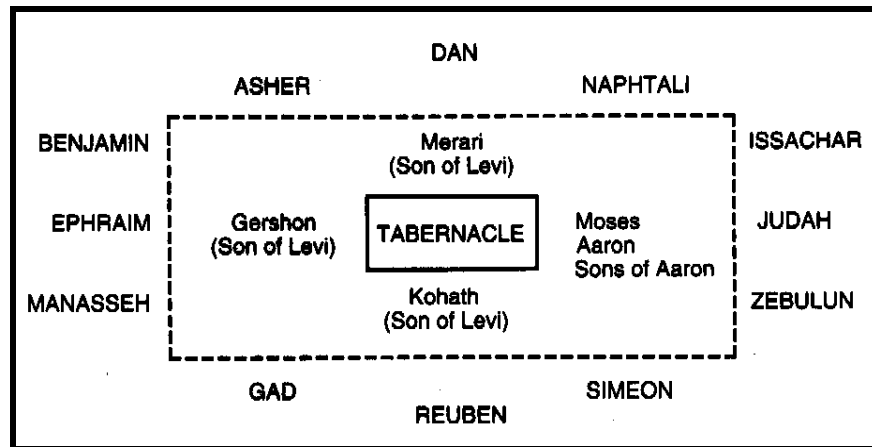 DAN
ASHER
NAPHTALI
BENJAMIN
Merari
(Son of Levi)
ISSACHAR
EPHRAIM
Gershon
(Son of Levi)
TABERNACLE
Moses
Aaron
Sons of Aaron
JUDAH
MANASSEH
Kohath
(Son of Levi)
ZEBULUN
GAD
SIMEON
REUBEN